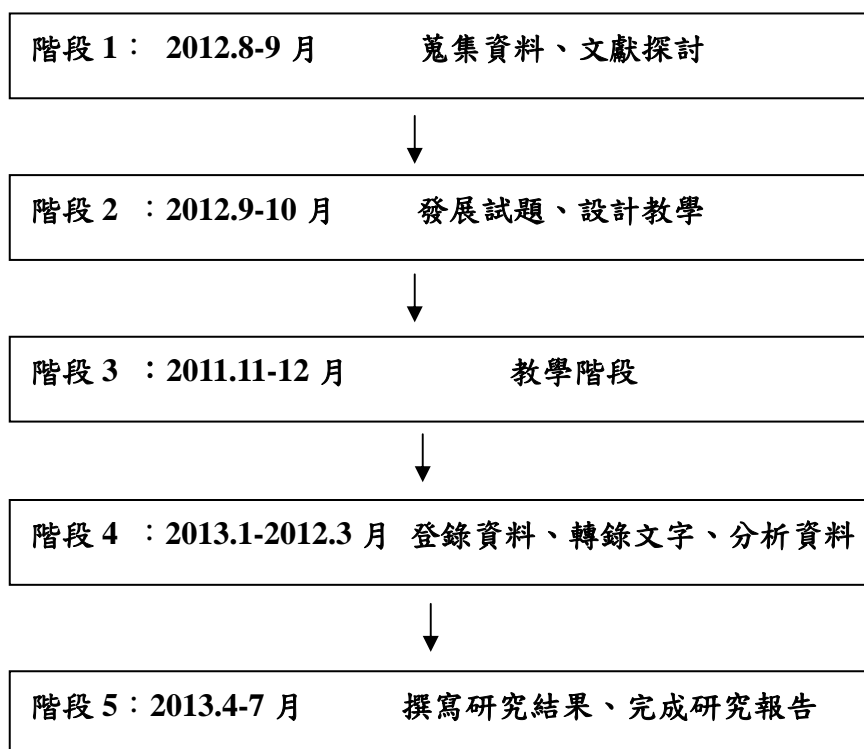 階段 1： 2012.8-9 月 蒐集資料、文獻探討
階段 2 ：2012.9-10 月 發展試題、設計教學
階段 3 ：2011.11-12 月 教學階段
階段 4 ：2013.1-2012.3 月 登錄資料、轉錄文字、分析資料
階段 5：2013.4-7 月 撰寫研究結果、完成研究報告